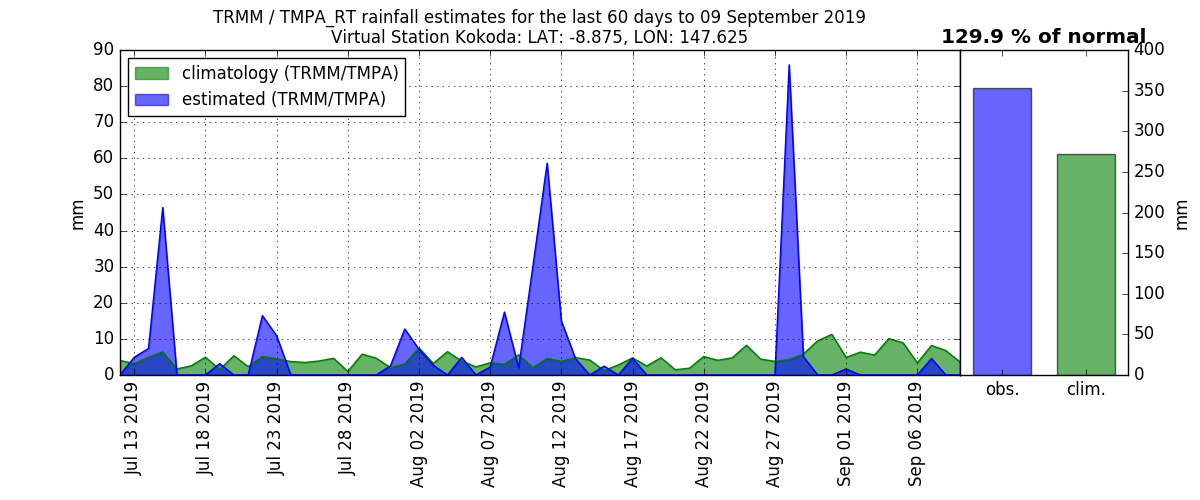 TRMM / TMPA_RT rainfall estimates for the last 60 days to 09 September 2019
Virtual Station Kokoda: LAT: -8.875, LON: 147.625
129.9 % of normal
climatology (TRMM/TMPA)
estimated (TRMM/TMPA)
90
80
70
60
50
40
30
20
10
0
mm
Jul 13 2019
Jul 18 2019
Jul 23 2019
Jul 28 2019
Aug 02 2019
Aug 07 2019
Aug 12 2019
Aug 17 2019
Aug 22 2019
Aug 27 2019
Sep 01 2019
Sep 06 2019
400
350
300
250
200
150
100
50
0
mm
obs.
clim.